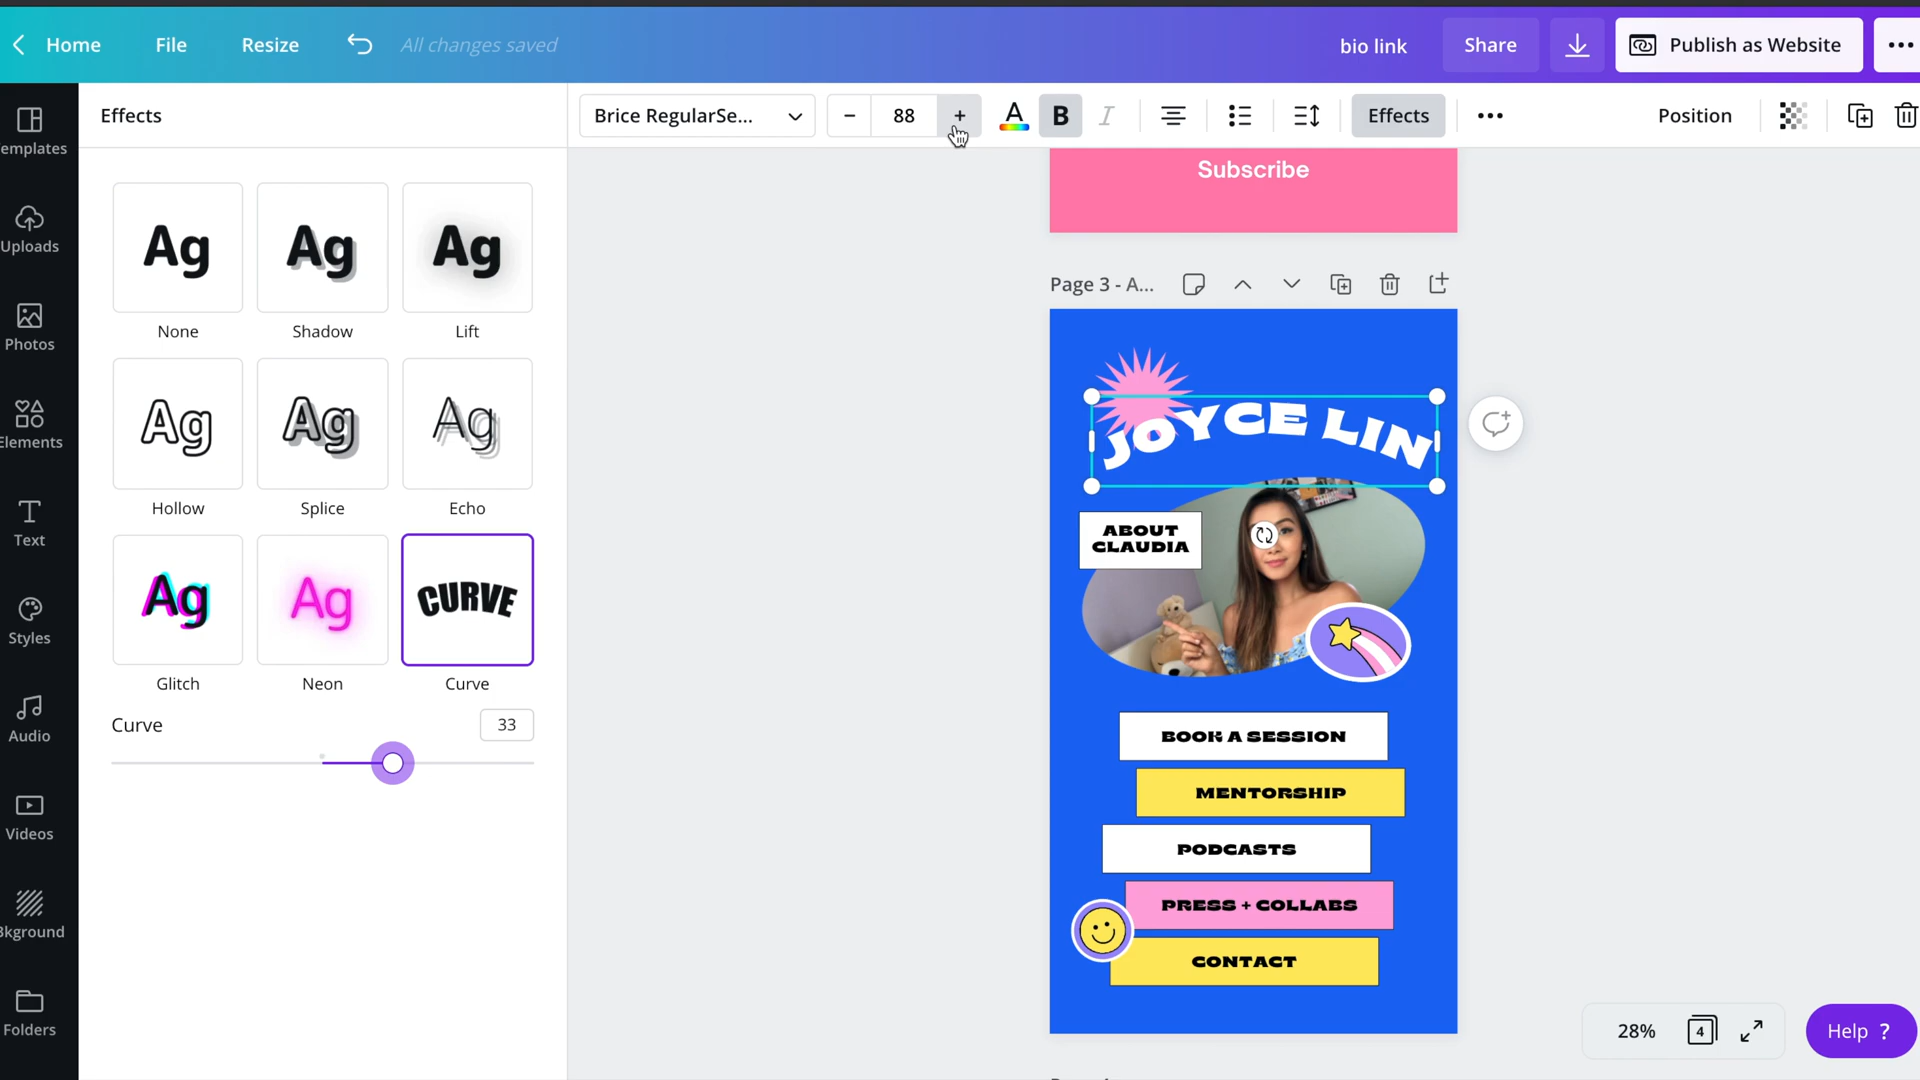 Home File Resize All changes saved bio link Share Publish as Website
Effects Brice RegularSe... 88 A B I Effects Position
Subscribe
Ag Ag Ag
None Shadow Lift
Page 3 - A...
Ag Ag Ag
Hollow Splice Echo
JOYCE LIN
ABOUT
CLAUDIA
Ag Ag CURVE
Glitch Neon Curve
Curve 33
BOOK A SESSION
MENTORSHIP
PODCASTS
PRESS + COLLABS
CONTACT
emplates
Uploads
Photos
Elements
Text
Styles
Audio
Videos
Bkground
Folders
28% 4 Help ?